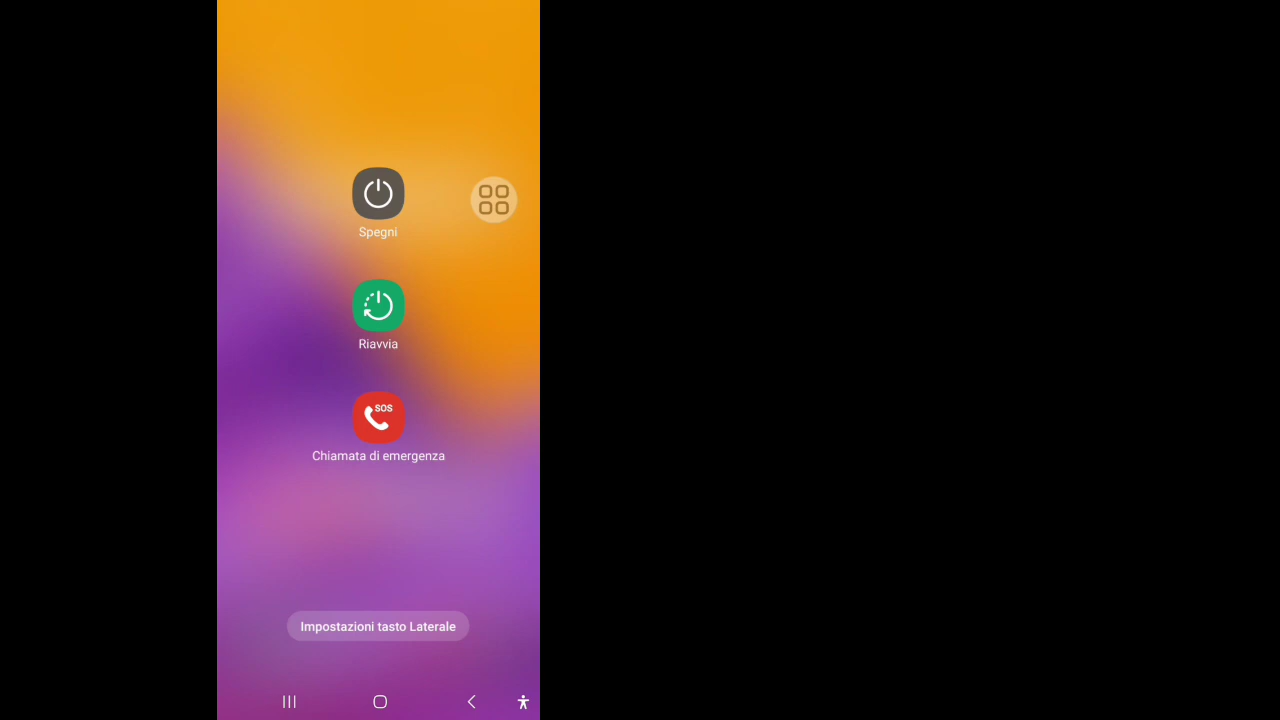 Spegni
Riavvia
SOS
Chiamata di emergenza
Impostazioni tasto Laterale